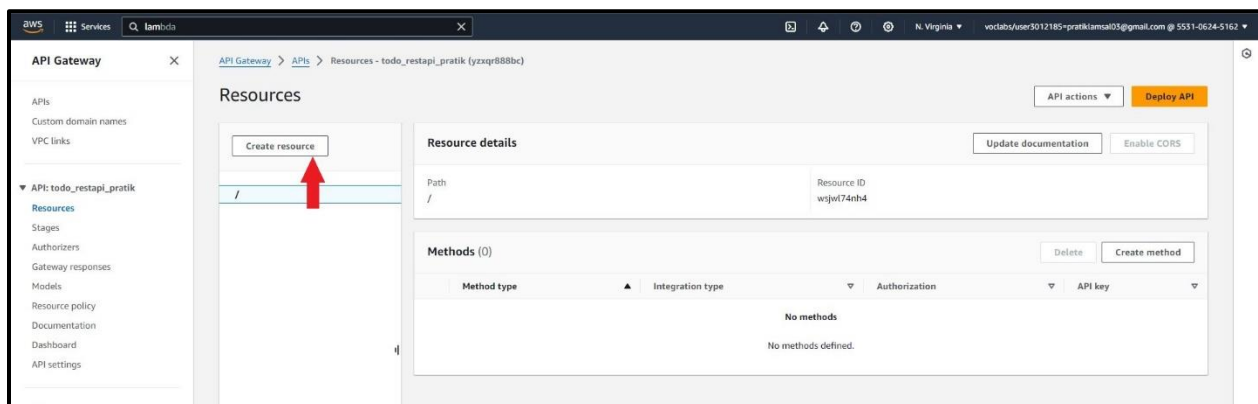 aws Services lambda N. Virginia voclabs/user3012185=pratiklamsal03@gmail.com @ 5531-0624-5162
API Gateway
API Gateway > APIs > Resources - todo_restapi_pratik (yzxqr888bc)
APIs
Custom domain names
VPC links
API: todo_restapi_pratik
Resources
Stages
Authorizers
Gateway responses
Models
Resource policy
Documentation
Dashboard
API settings
Resources
API actions Deploy API
Create resource
/
Resource details
Update documentation Enable CORS
Path Resource ID
/ wsjwl74nh4
Methods (0)
Delete Create method
Method type Integration type Authorization API key
No methods
No methods defined.